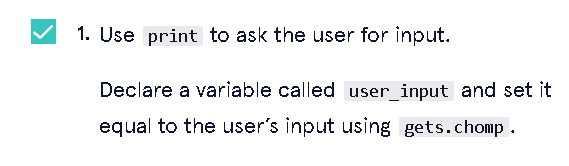 1. Use print to ask the user for input.
Declare a variable called user_input and set it
equal to the user's input using gets.chomp.